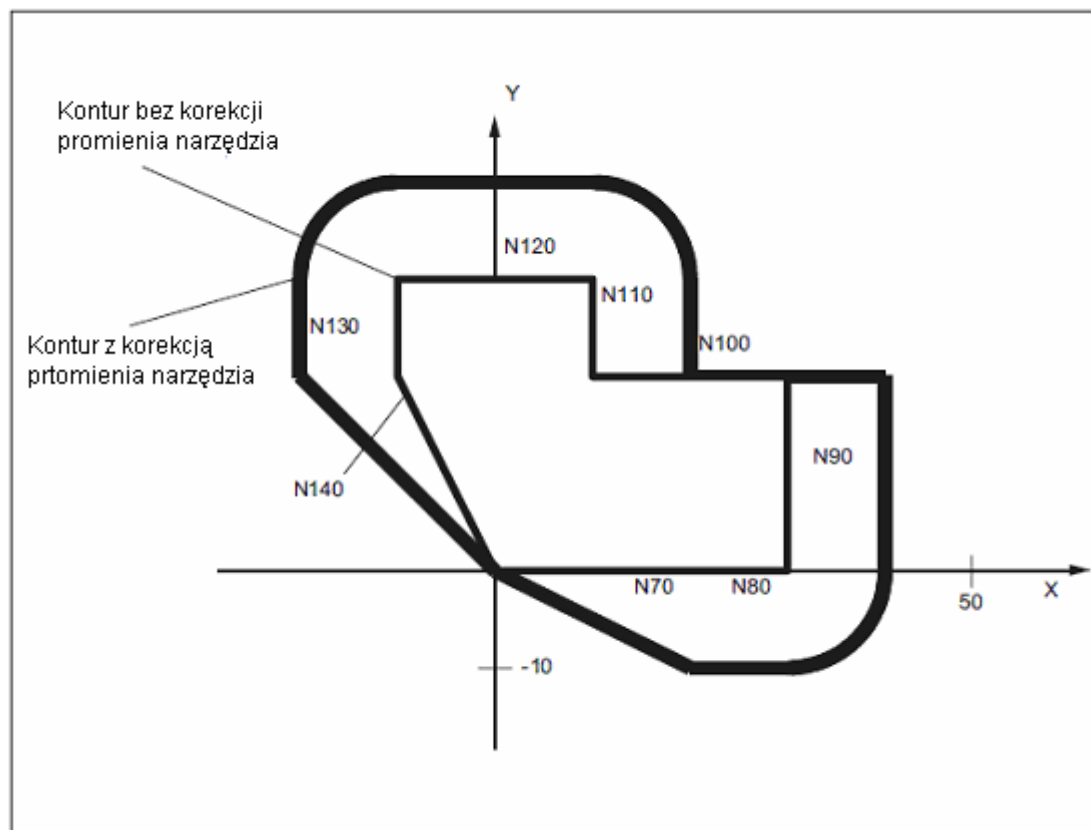 Y
Kontur bez korekcji
promienia narzędzia
N120
N110
N130
N100
Kontur z korekcją
prtomienia narzędzia
N90
N140
N70
N80
X
50
-10